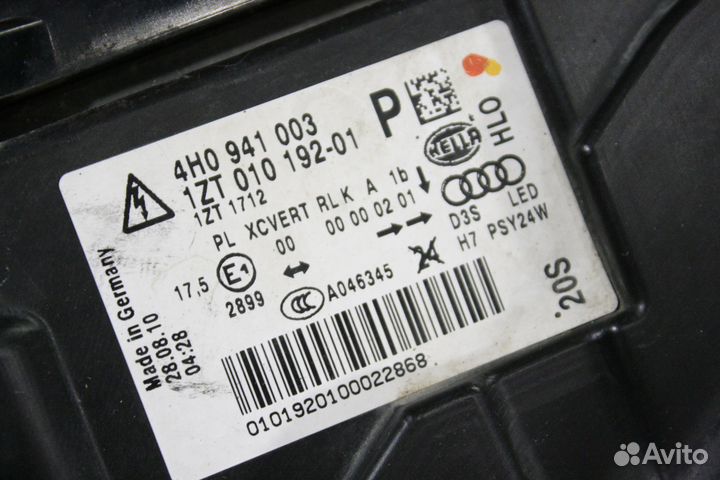 4H0 941 003
1ZT 010 192-01
1ZT 1712
P
HELLA
HL0
PL XCVERT RLK A 1b
00 00 00 02 01
D3S LED
H7 PSY24W
17,5
E1
2899
CCC
A046345
20S
Made in Germany
28.08.10
04:28
0101920100022868
Avito